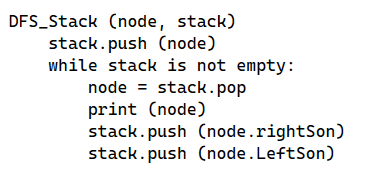 DFS_Stack (node, stack)
    stack.push (node)
    while stack is not empty:
        node = stack.pop
        print (node)
        stack.push (node.rightSon)
        stack.push (node.LeftSon)